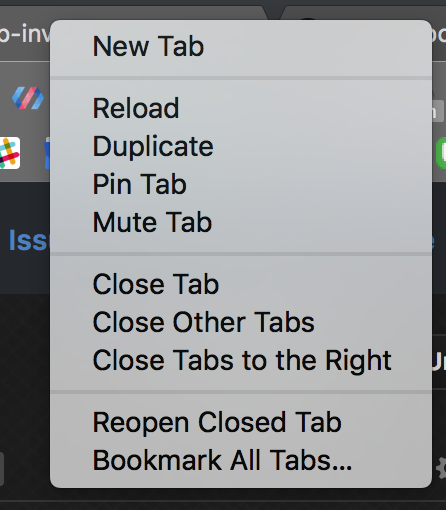 New Tab
Reload
Duplicate
Pin Tab
Mute Tab
Close Tab
Close Other Tabs
Close Tabs to the Right
Reopen Closed Tab
Bookmark All Tabs...